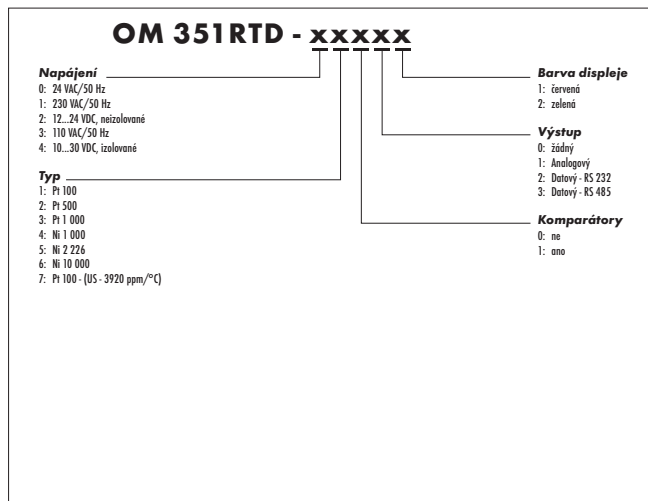 OM 351RTD - xxxxx
Napájení
0: 24 VAC/50 Hz
1: 230 VAC/50 Hz
2: 12...24 VDC, neizolované
3: 110 VAC/50 Hz
4: 10...30 VDC, izolované
Typ
1: Pt 100
2: Pt 500
3: Pt 1 000
4: Ni 1 000
5: Ni 2 226
6: Ni 10 000
7: Pt 100 - (US - 3920 ppm/°C)
Barva displeje
1: červená
2: zelená
Výstup
0: žádný
1: Analogový
2: Datový - RS 232
3: Datový - RS 485
Komparátory
0: ne
1: ano